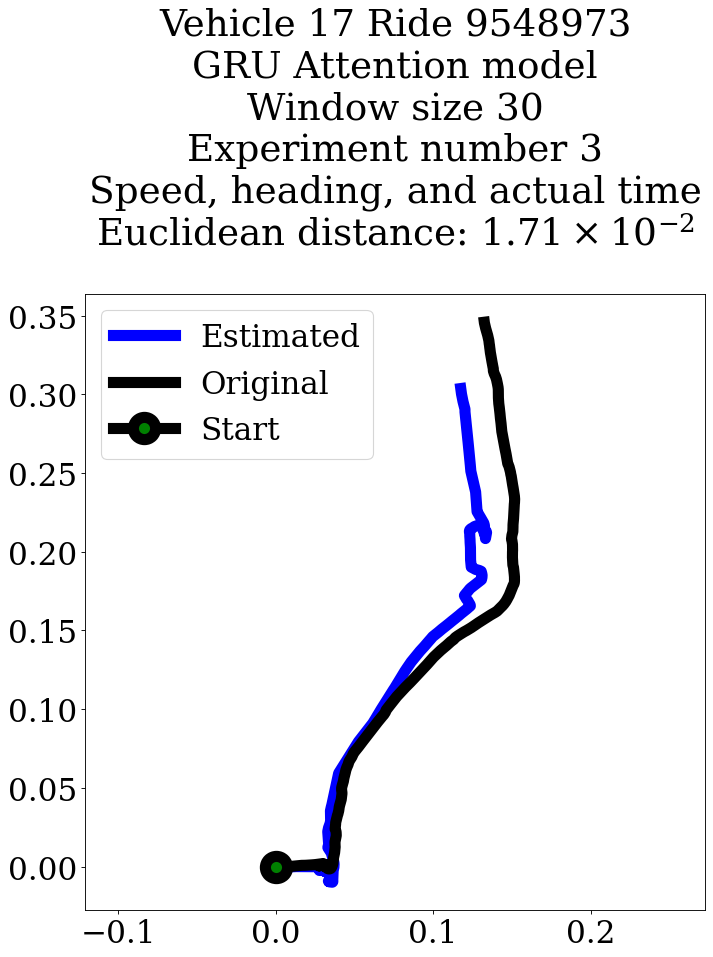 Vehicle 17 Ride 9548973
GRU Attention model
Window size 30
Experiment number 3
Speed, heading, and actual time
Euclidean distance: 1.71 × 10⁻²
Estimated
Original
Start
0.35
0.30
0.25
0.20
0.15
0.10
0.05
0.00
−0.1 0.0 0.1 0.2